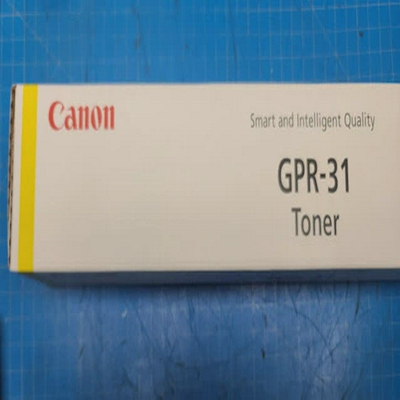 Canon
Smart and Intelligent Quality
GPR-31
Toner